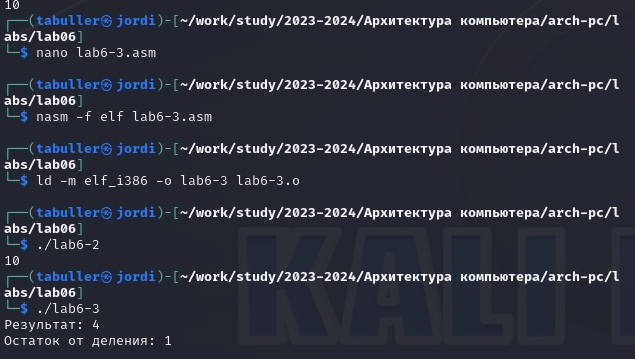 10
┌──(tabuller㉿jordi)-[~/work/study/2023-2024/Архитектура компьютера/arch-pc/l
abs/lab06]
└─$ nano lab6-3.asm
┌──(tabuller㉿jordi)-[~/work/study/2023-2024/Архитектура компьютера/arch-pc/l
abs/lab06]
└─$ nasm -f elf lab6-3.asm
┌──(tabuller㉿jordi)-[~/work/study/2023-2024/Архитектура компьютера/arch-pc/l
abs/lab06]
└─$ ld -m elf_i386 -o lab6-3 lab6-3.o
┌──(tabuller㉿jordi)-[~/work/study/2023-2024/Архитектура компьютера/arch-pc/l
abs/lab06]
└─$ ./lab6-2
10
┌──(tabuller㉿jordi)-[~/work/study/2023-2024/Архитектура компьютера/arch-pc/l
abs/lab06]
└─$ ./lab6-3
Результат: 4
Остаток от деления: 1
KALI